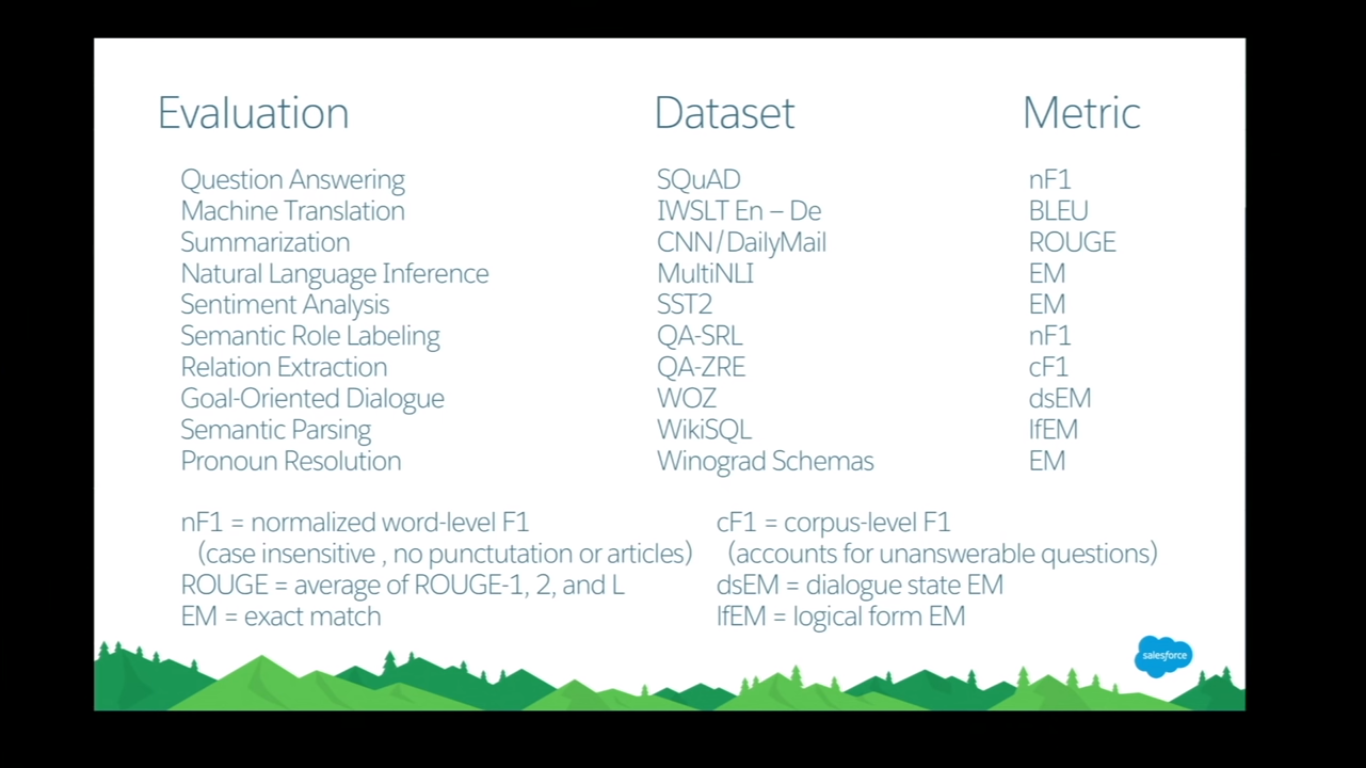 Evaluation Dataset Metric
Question Answering SQuAD nF1
Machine Translation IWSLT En – De BLEU
Summarization CNN/DailyMail ROUGE
Natural Language Inference MultiNLI EM
Sentiment Analysis SST2 EM
Semantic Role Labeling QA-SRL nF1
Relation Extraction QA-ZRE cF1
Goal-Oriented Dialogue WOZ dsEM
Semantic Parsing WikiSQL lfEM
Pronoun Resolution Winograd Schemas EM
nF1 = normalized word-level F1 cF1 = corpus-level F1
(case insensitive , no punctutation or articles) (accounts for unanswerable questions)
ROUGE = average of ROUGE-1, 2, and L dsEM = dialogue state EM
EM = exact match lfEM = logical form EM
salesforce